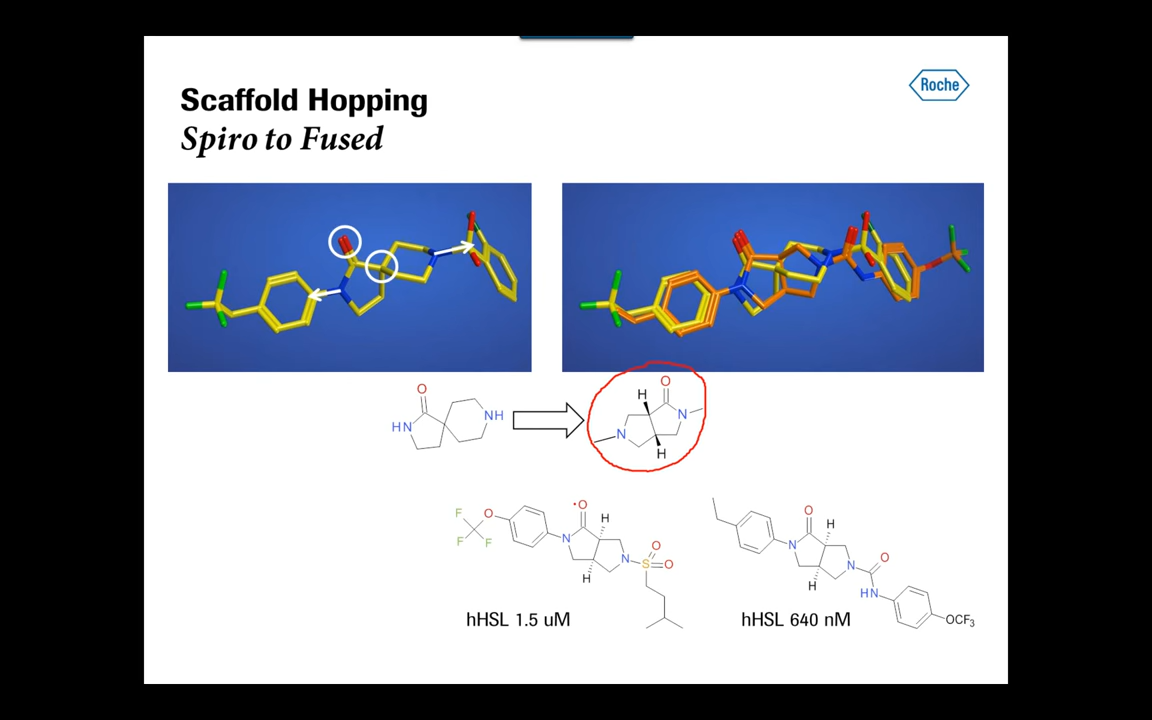 Scaffold Hopping
Roche
Spiro to Fused
O
HN
NH
O
H
N
N
H
F
O
F
F
O
H
N
N
H
O
S
O
O
H
N
N
H
O
HN
OCF3
hHSL 1.5 uM
hHSL 640 nM